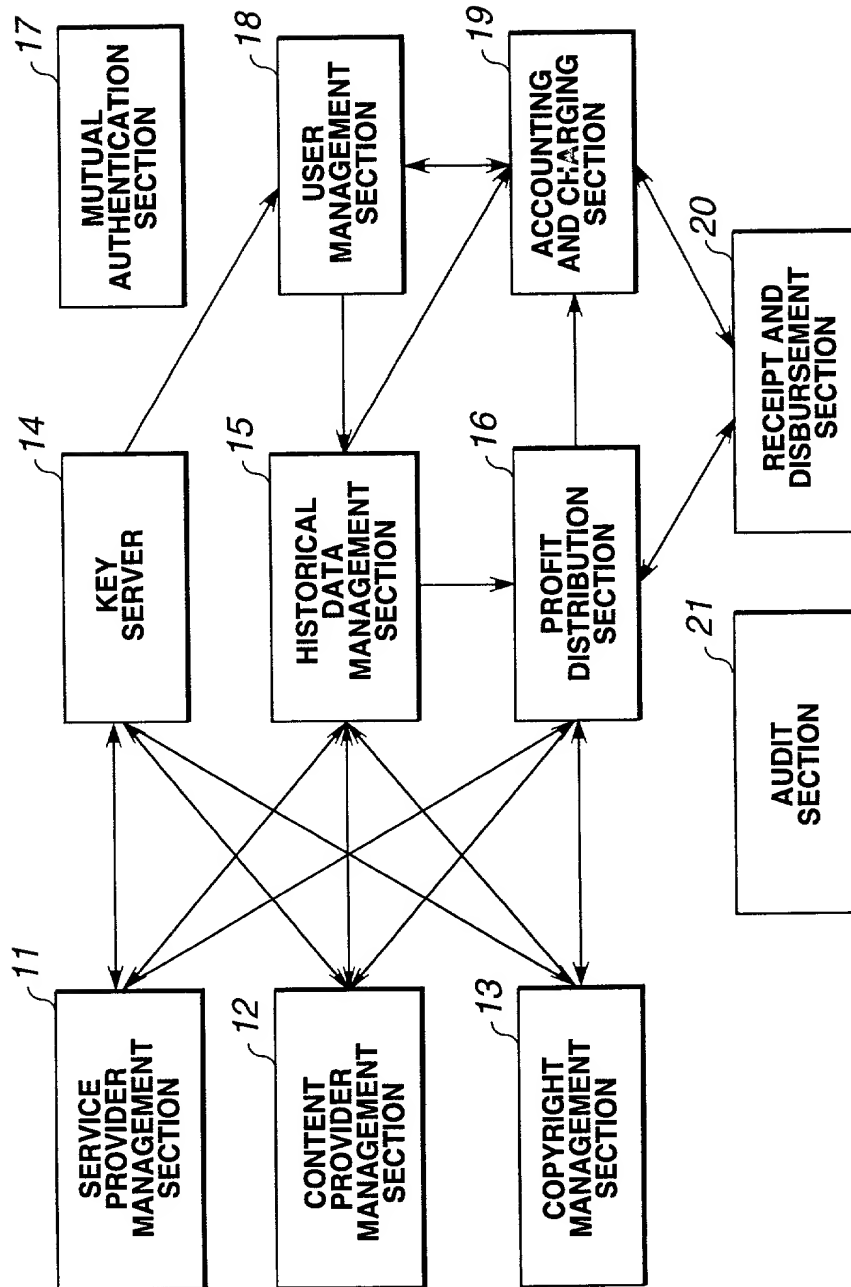 11
SERVICE
PROVIDER
MANAGEMENT
SECTION
14
KEY
SERVER
17
MUTUAL
AUTHENTICATION
SECTION
12
CONTENT
PROVIDER
MANAGEMENT
SECTION
15
HISTORICAL
DATA
MANAGEMENT
SECTION
18
USER
MANAGEMENT
SECTION
13
COPYRIGHT
MANAGEMENT
SECTION
16
PROFIT
DISTRIBUTION
SECTION
19
ACCOUNTING
AND CHARGING
SECTION
21
AUDIT
SECTION
20
RECEIPT AND
DISBURSEMENT
SECTION